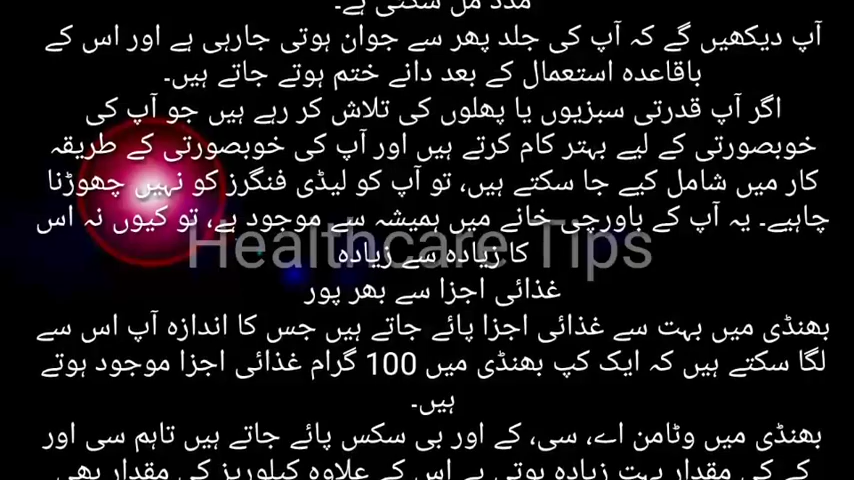 مدد مل سکتی ہے۔
آپ دیکھیں گے کہ آپ کی جلد پھر سے جوان ہوتی جارہی ہے اور اس کے
باقاعدہ استعمال کے بعد دانے ختم ہوتے جاتے ہیں۔
اگر آپ قدرتی سبزیوں یا پھلوں کی تلاش کر رہے ہیں جو آپ کی
خوبصورتی کے لیے بہتر کام کرتے ہیں اور آپ کی خوبصورتی کے طریقہ
کار میں شامل کیے جا سکتے ہیں، تو آپ کو لیڈی فنگرز کو نہیں چھوڑنا
چاہیے۔ یہ آپ کے باورچی خانے میں ہمیشہ سے موجود ہے، تو کیوں نہ اس
کا زیادہ سے زیادہ
Healthcare Tips
غذائی اجزا سے بھر پور
بھنڈی میں بہت سے غذائی اجزا پائے جاتے ہیں جس کا اندازہ آپ اس سے
لگا سکتے ہیں کہ ایک کپ بھنڈی میں 100 گرام غذائی اجزا موجود ہوتے
ہیں۔
بھنڈی میں وٹامن اے، سی، کے اور بی سکس پائے جاتے ہیں تاہم سی اور
کے کی مقدار بہت زیادہ ہوتی ہے اس کے علاوہ کیلوریز کی مقدار بھی